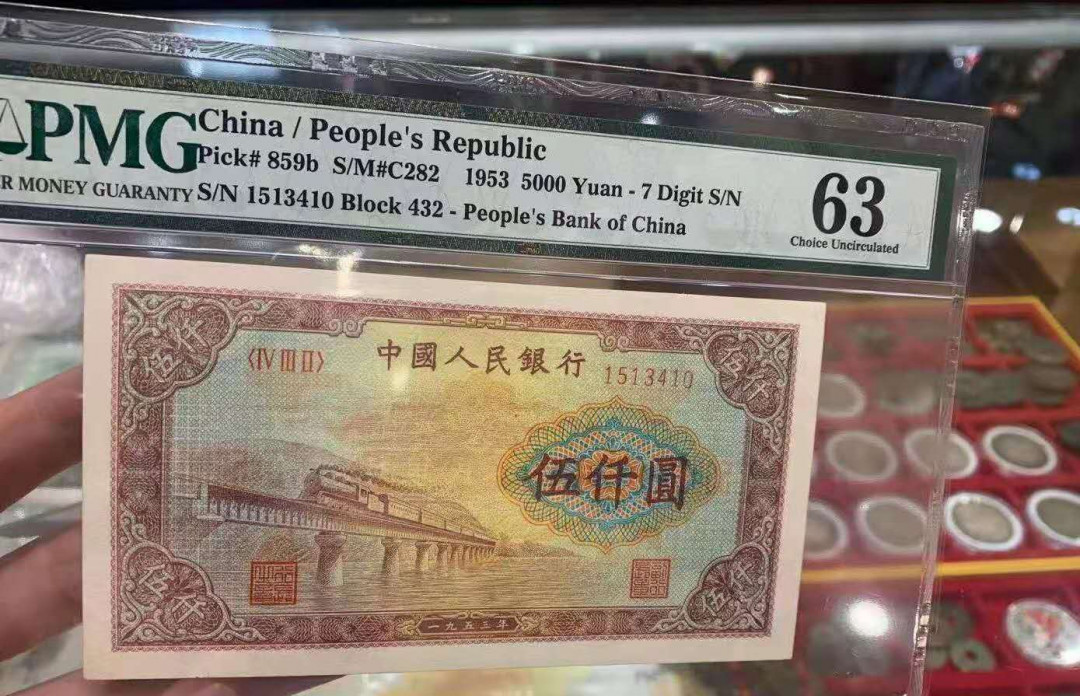 PMG
China / People's Republic
Pick# 859b S/M#C282 1953 5000 Yuan - 7 Digit S/N
R MONEY GUARANTY S/N 1513410 Block 432 - People's Bank of China
63
Choice Uncirculated
伍仟
伍仟
〈IV III II〉
中國人民銀行
1513410
伍仟圓
伍仟
伍仟
一九五三年